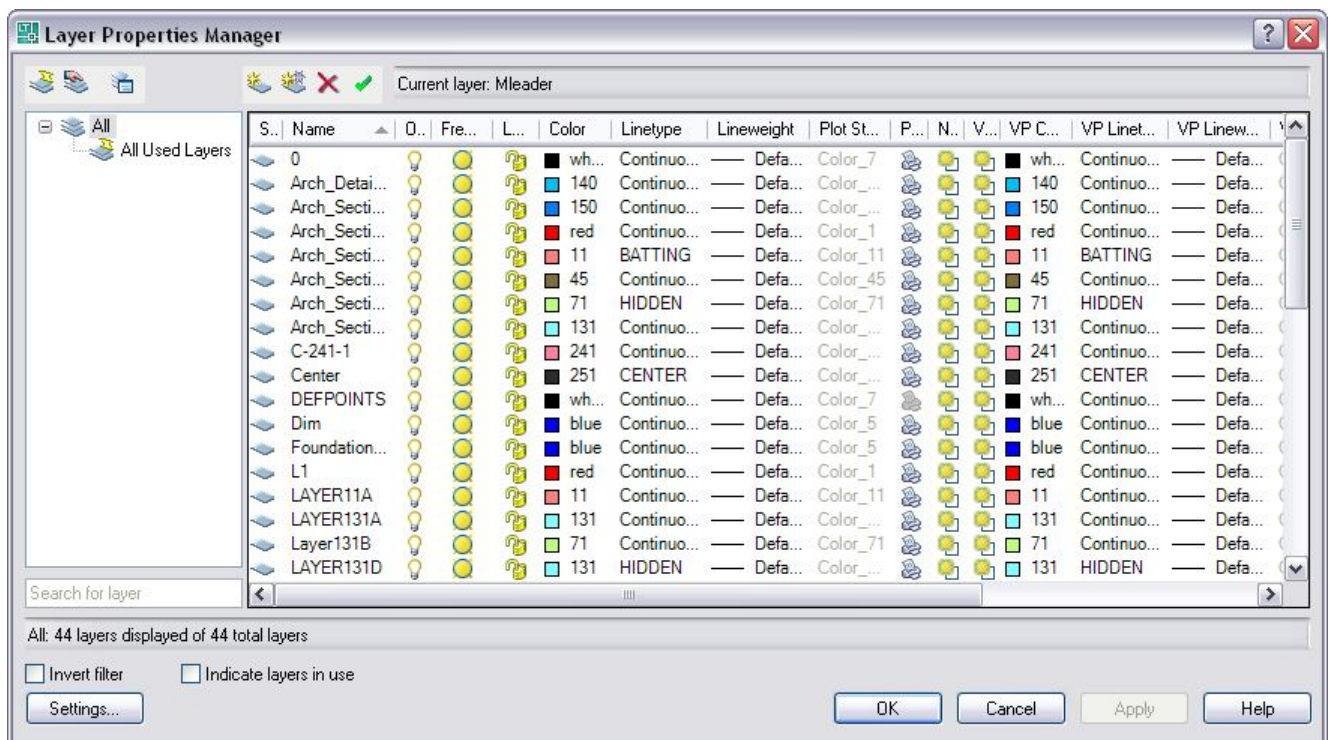 Layer Properties Manager
Current layer: Mleader
All
All Used Layers
S... Name O... Fre... L... Color Linetype Lineweight Plot St... P... N... V... VP C... VP Linet... VP Linew...
0 wh... Continuo... Defa... Color_7 wh... Continuo... Defa...
Arch_Detai... 140 Continuo... Defa... Color_... 140 Continuo... Defa...
Arch_Secti... 150 Continuo... Defa... Color_... 150 Continuo... Defa...
Arch_Secti... red Continuo... Defa... Color_1 red Continuo... Defa...
Arch_Secti... 11 BATTING Defa... Color_11 11 BATTING Defa...
Arch_Secti... 45 Continuo... Defa... Color_45 45 Continuo... Defa...
Arch_Secti... 71 HIDDEN Defa... Color_71 71 HIDDEN Defa...
Arch_Secti... 131 Continuo... Defa... Color_... 131 Continuo... Defa...
C-241-1 241 Continuo... Defa... Color_... 241 Continuo... Defa...
Center 251 CENTER Defa... Color_... 251 CENTER Defa...
DEFPOINTS wh... Continuo... Defa... Color_7 wh... Continuo... Defa...
Dim blue Continuo... Defa... Color_5 blue Continuo... Defa...
Foundation... blue Continuo... Defa... Color_5 blue Continuo... Defa...
L1 red Continuo... Defa... Color_1 red Continuo... Defa...
LAYER11A 11 Continuo... Defa... Color_11 11 Continuo... Defa...
LAYER131A 131 Continuo... Defa... Color_... 131 Continuo... Defa...
Layer131B 71 Continuo... Defa... Color_71 71 Continuo... Defa...
LAYER131D 131 HIDDEN Defa... Color_... 131 HIDDEN Defa...
Search for layer
All: 44 layers displayed of 44 total layers
Invert filter Indicate layers in use
Settings... OK Cancel Apply Help